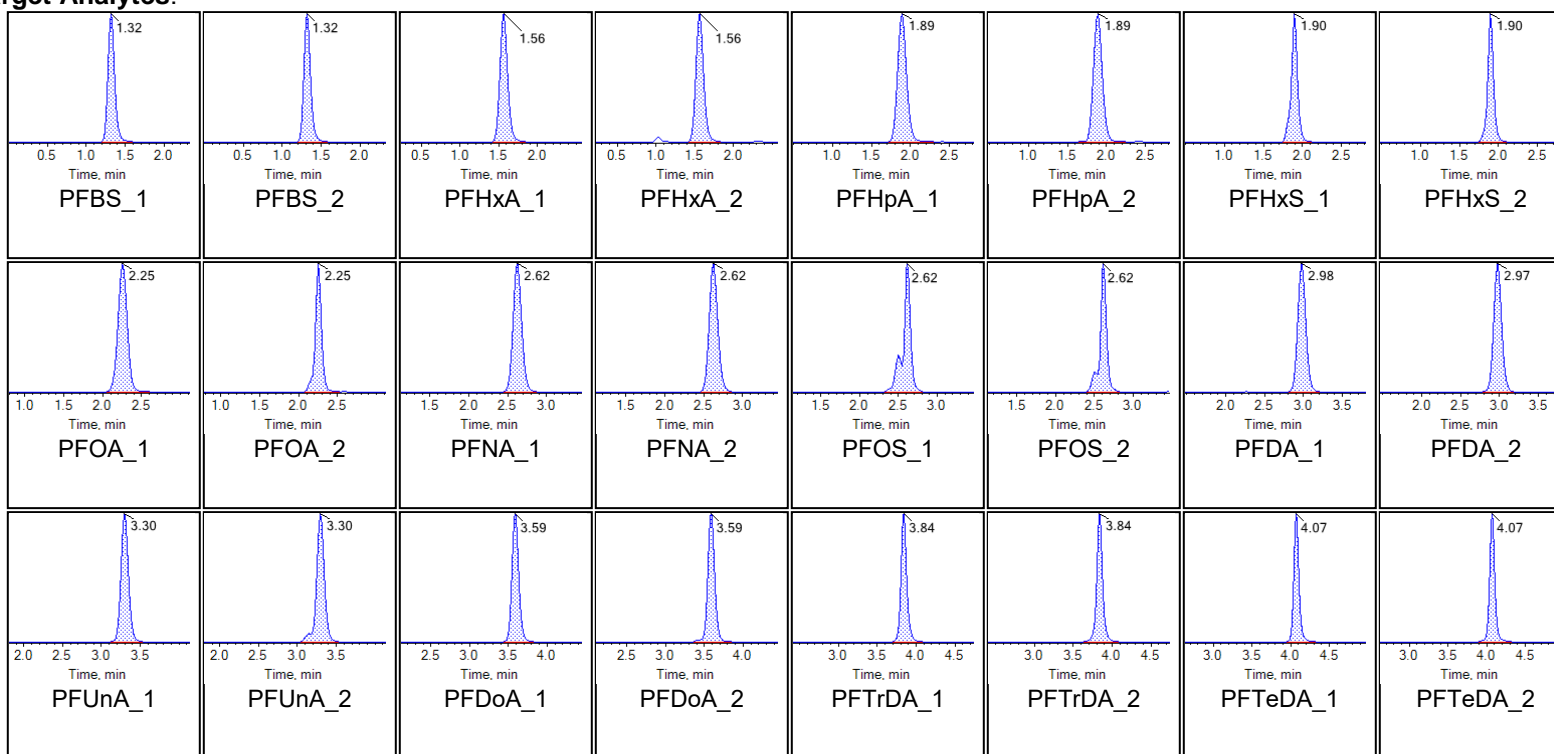 rget Analytes:
1.32 1.32 1.56 1.56 1.89 1.89 1.90 1.90
0.5 1.0 1.5 2.0 0.5 1.0 1.5 2.0 0.5 1.0 1.5 2.0 0.5 1.0 1.5 2.0 1.0 1.5 2.0 2.5 1.0 1.5 2.0 2.5 1.0 1.5 2.0 2.5 1.0 1.5 2.0 2.5
Time, min Time, min Time, min Time, min Time, min Time, min Time, min Time, min
PFBS_1 PFBS_2 PFHxA_1 PFHxA_2 PFHpA_1 PFHpA_2 PFHxS_1 PFHxS_2
2.25 2.25 2.62 2.62 2.62 2.62 2.98 2.97
1.0 1.5 2.0 2.5 1.0 1.5 2.0 2.5 1.5 2.0 2.5 3.0 1.5 2.0 2.5 3.0 1.5 2.0 2.5 3.0 1.5 2.0 2.5 3.0 2.0 2.5 3.0 3.5 2.0 2.5 3.0 3.5
Time, min Time, min Time, min Time, min Time, min Time, min Time, min Time, min
PFOA_1 PFOA_2 PFNA_1 PFNA_2 PFOS_1 PFOS_2 PFDA_1 PFDA_2
3.30 3.30 3.59 3.59 3.84 3.84 4.07 4.07
2.0 2.5 3.0 3.5 2.0 2.5 3.0 3.5 2.5 3.0 3.5 4.0 2.5 3.0 3.5 4.0 3.0 3.5 4.0 4.5 3.0 3.5 4.0 4.5 3.0 3.5 4.0 4.5 3.0 3.5 4.0 4.5
Time, min Time, min Time, min Time, min Time, min Time, min Time, min Time, min
PFUnA_1 PFUnA_2 PFDoA_1 PFDoA_2 PFTrDA_1 PFTrDA_2 PFTeDA_1 PFTeDA_2